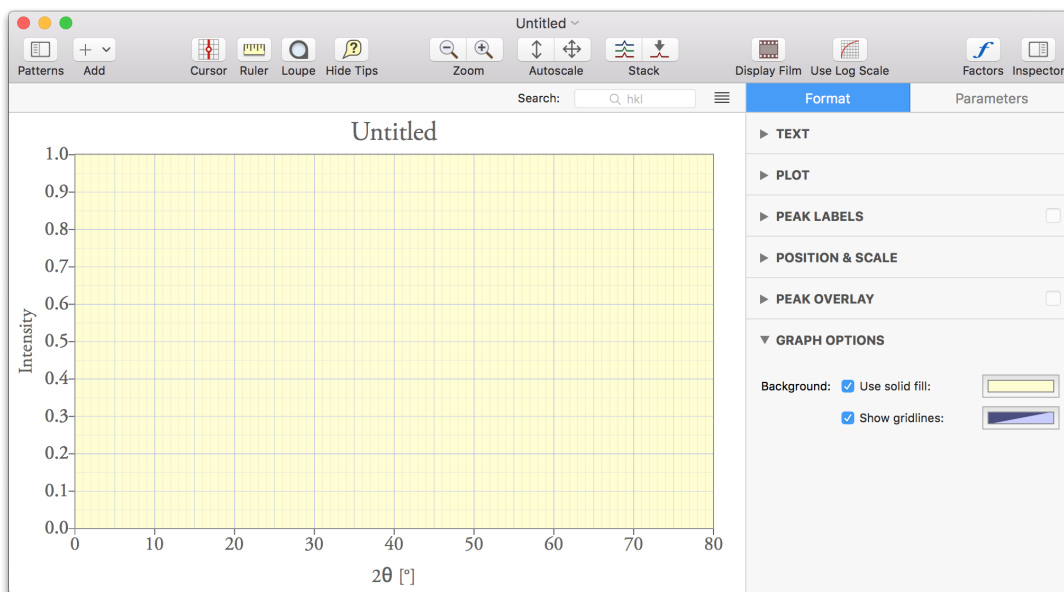 Untitled
Patterns Add Cursor Ruler Loupe Hide Tips Zoom Autoscale Stack Display Film Use Log Scale Factors Inspector
Search: hkl
Format Parameters
Untitled
1.0
0.9
0.8
0.7
0.6
0.5
0.4
0.3
0.2
0.1
0.0
Intensity
0 10 20 30 40 50 60 70 80
2θ [°]
TEXT
PLOT
PEAK LABELS
POSITION & SCALE
PEAK OVERLAY
GRAPH OPTIONS
Background: Use solid fill:
Show gridlines: